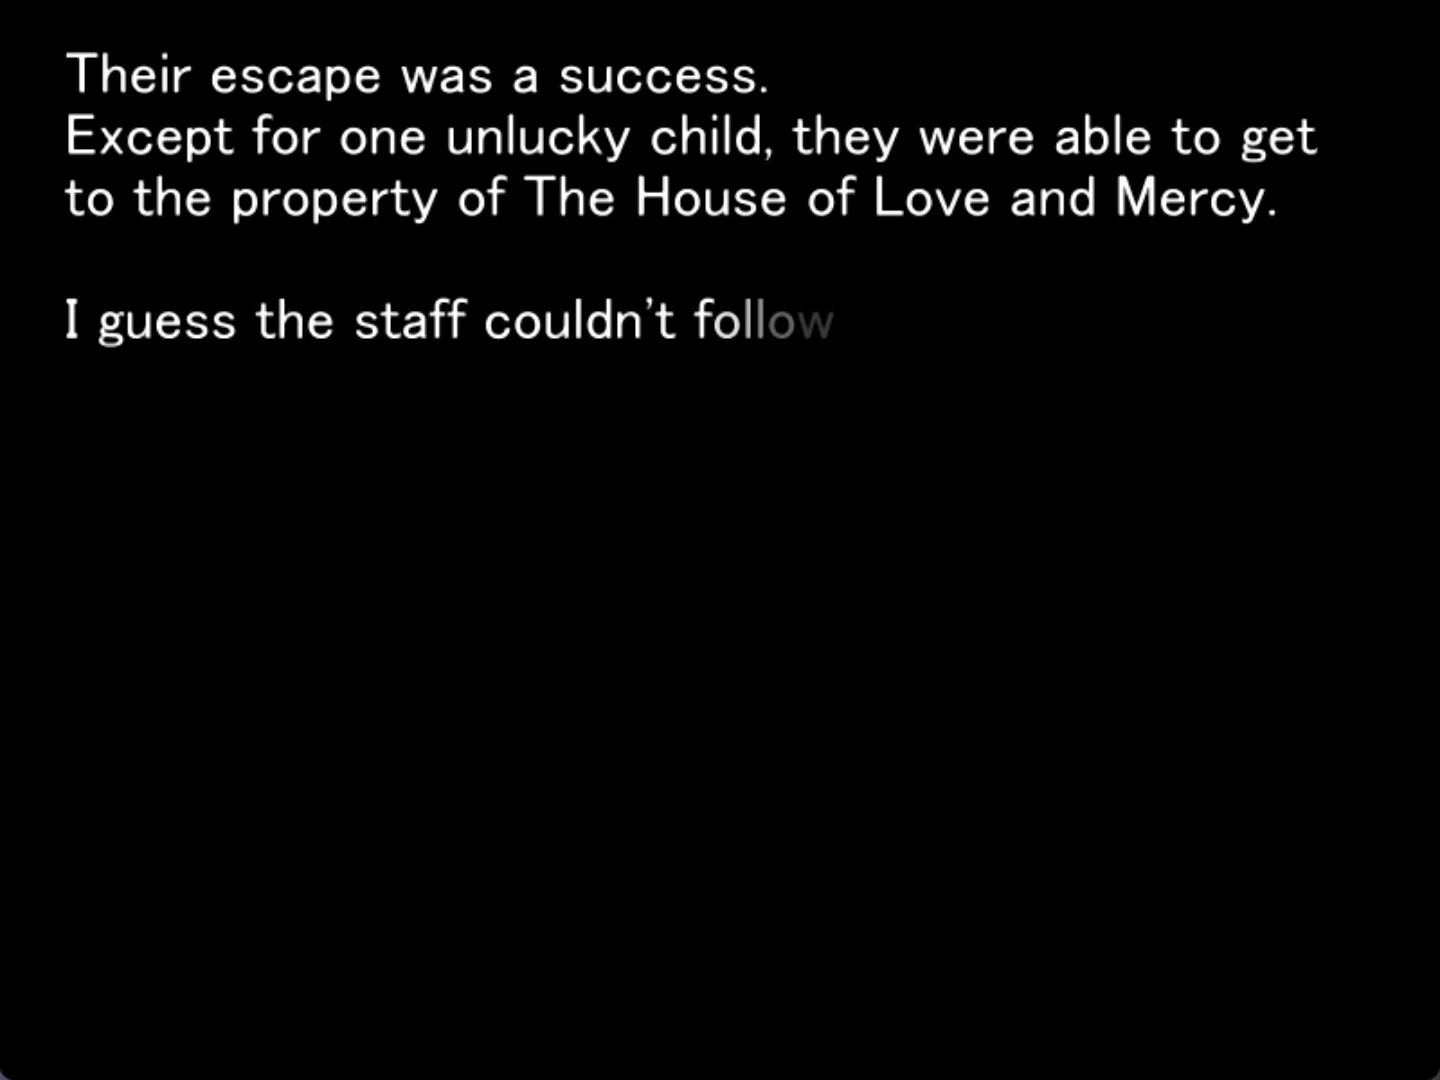 Their escape was a success.
Except for one unlucky child, they were able to get
to the property of The House of Love and Mercy.
I guess the staff couldn't follow